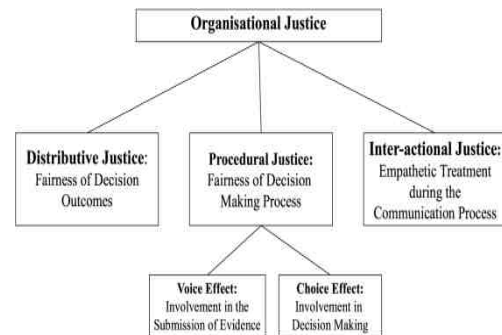 Organisational Justice
Distributive Justice:
Fairness of Decision
Outcomes
Procedural Justice:
Fairness of Decision
Making Process
Inter-actional Justice:
Empathetic Treatment
during the
Communication Process
Voice Effect:
Involvement in the
Submission of Evidence
Choice Effect:
Involvement in
Decision Making